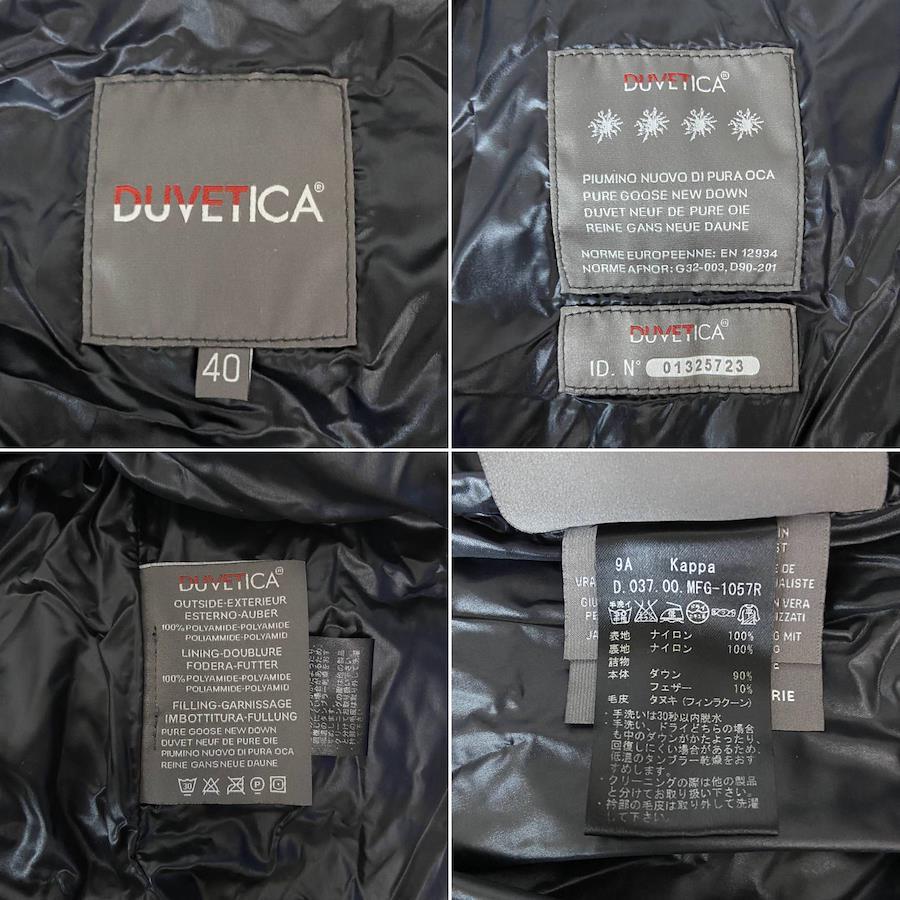 DUVETICA®
40
DUVETICA®
PIUMINO NUOVO DI PURA OCA
PURE GOOSE NEW DOWN
DUVET NEUF DE PURE OIE
REINE GANS NEUE DAUNE
NORME EUROPEENNE: EN 12934
NORME AFNOR: G32-003, D90-201
DUVETICA®
ID. N° 01325723
DUVETICA®
OUTSIDE-EXTERIEUR
ESTERNO-AUBER
100% POLYAMIDE-POLYAMIDE
POLIAMMIDE-POLYAMID
LINING-DOUBLURE
FODERA-FUTTER
100% POLYAMIDE-POLYAMIDE
POLIAMMIDE-POLYAMID
FILLING-GARNISSAGE
IMBOTTITURA-FULLUNG
PURE GOOSE NEW DOWN
DUVET NEUF DE PURE OIE
PIUMINO NUOVO DI PURA OCA
REINE GANS NEUE DAUNE
30
P
9A Kappa
D.037.00.MFG-1057R
手洗イ
表地 ナイロン 100%
裏地 ナイロン 100%
詰物
本体 ダウン 90%
フェザー 10%
毛皮 タヌキ(フィンラクーン)
・手洗いは30秒以内脱水
・手洗い、ドライどちらの場合
も中のダウンがかたよったり、
回復しにくい場合があるため、
低温のタンブラー乾燥をおす
すめします。
・クリーニングの際は他の製品
と分けてお取り扱い下さい。
・衿部の毛皮は取り外して洗濯
して下さい。